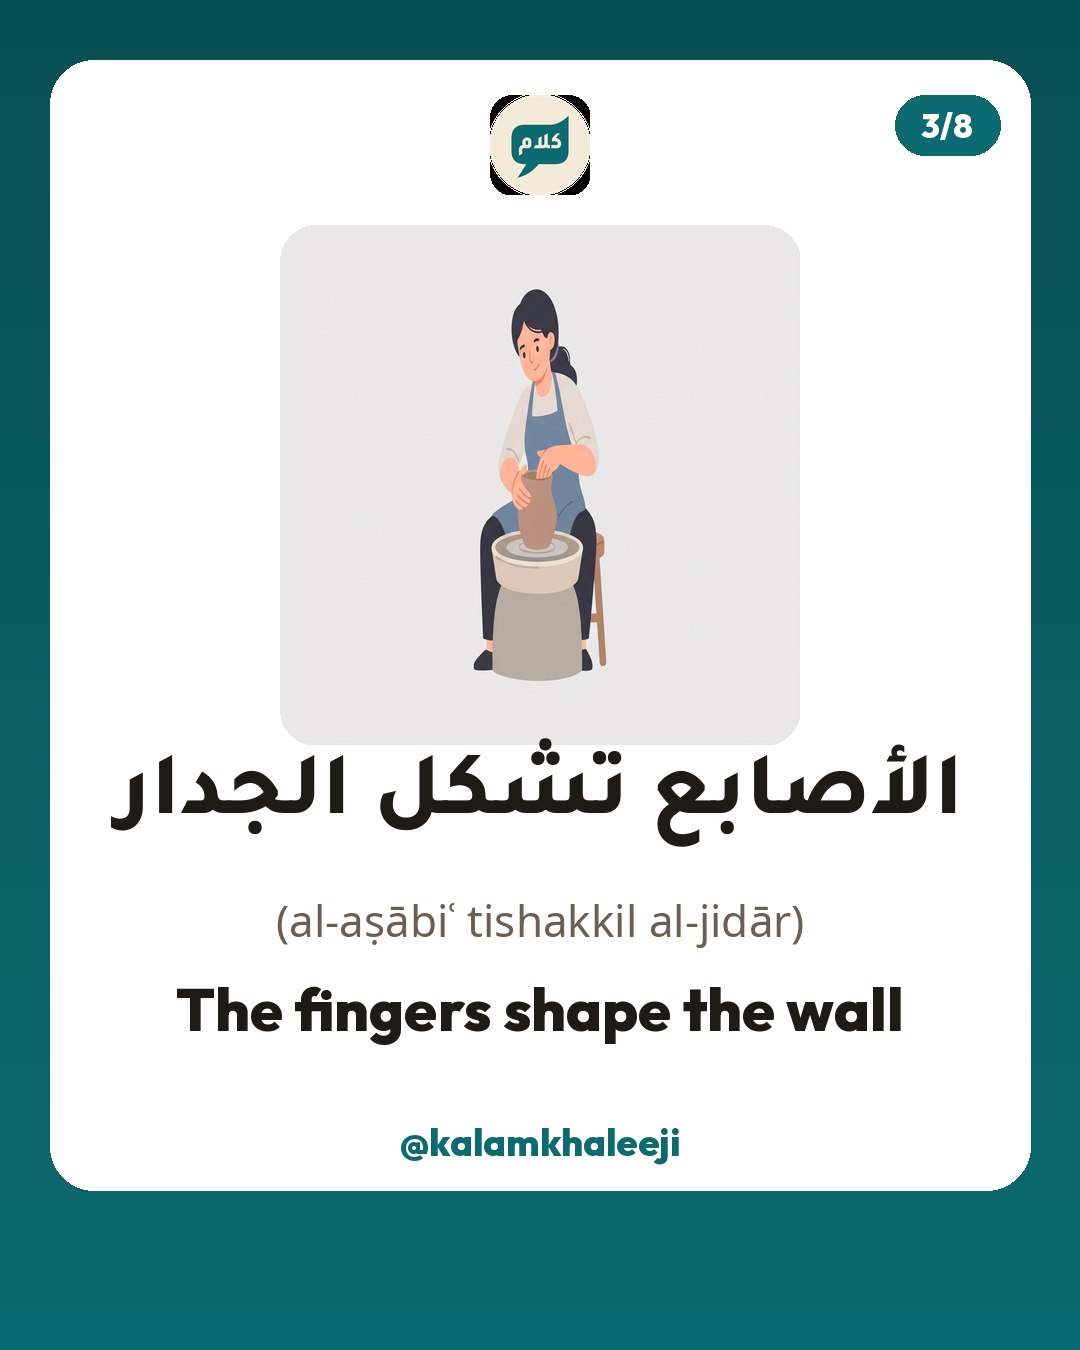 كلام
3/8
الأصابع تشكل الجدار
(al-aṣābiʿ tishakkil al-jidār)
The fingers shape the wall
@kalamkhaleeji